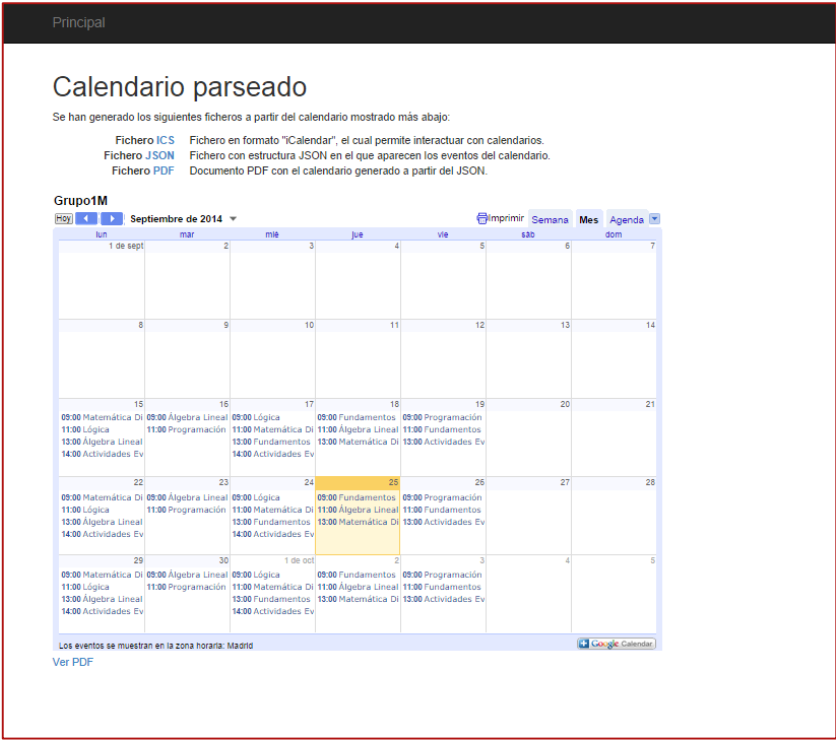 Principal
Calendario parseado
Se han generado los siguientes ficheros a partir del calendario mostrado más abajo:
Fichero ICS Fichero en formato "iCalendar", el cual permite interactuar con calendarios.
Fichero JSON Fichero con estructura JSON en el que aparecen los eventos del calendario.
Fichero PDF Documento PDF con el calendario generado a partir del JSON.
Grupo1M
Hoy Septiembre de 2014 Imprimir Semana Mes Agenda
lun mar mié jue vie sáb dom
1 de sept 2 3 4 5 6 7
8 9 10 11 12 13 14
15 16 17 18 19 20 21
09:00 Matemática Di 09:00 Álgebra Lineal 09:00 Lógica 09:00 Fundamentos 09:00 Programación
11:00 Lógica 11:00 Programación 11:00 Matemática Di 11:00 Álgebra Lineal 11:00 Fundamentos
13:00 Álgebra Lineal 13:00 Fundamentos 13:00 Matemática Di 13:00 Actividades Ev
14:00 Actividades Ev 14:00 Actividades Ev
22 23 24 25 26 27 28
09:00 Matemática Di 09:00 Álgebra Lineal 09:00 Lógica 09:00 Fundamentos 09:00 Programación
11:00 Lógica 11:00 Programación 11:00 Matemática Di 11:00 Álgebra Lineal 11:00 Fundamentos
13:00 Álgebra Lineal 13:00 Fundamentos 13:00 Matemática Di 13:00 Actividades Ev
14:00 Actividades Ev 14:00 Actividades Ev
29 30 1 de oct 2 3 4 5
09:00 Matemática Di 09:00 Álgebra Lineal 09:00 Lógica 09:00 Fundamentos 09:00 Programación
11:00 Lógica 11:00 Programación 11:00 Matemática Di 11:00 Álgebra Lineal 11:00 Fundamentos
13:00 Álgebra Lineal 13:00 Fundamentos 13:00 Matemática Di 13:00 Actividades Ev
14:00 Actividades Ev 14:00 Actividades Ev
Los eventos se muestran en la zona horaria: Madrid Google Calendar
Ver PDF